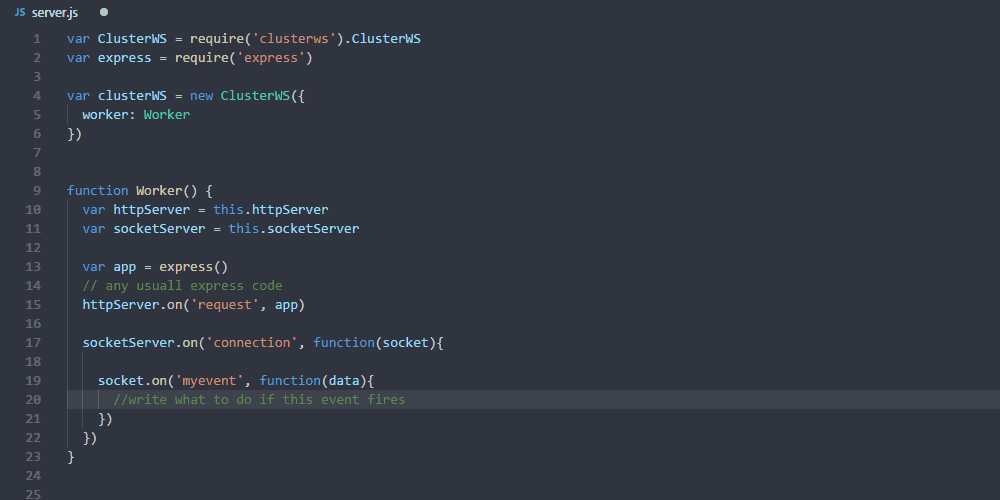 JS server.js
1 var ClusterWS = require('clusterws').ClusterWS
2 var express = require('express')
3
4 var clusterWS = new ClusterWS({
5 worker: Worker
6 })
7
8
9 function Worker() {
10 var httpServer = this.httpServer
11 var socketServer = this.socketServer
12
13 var app = express()
14 // any usuall express code
15 httpServer.on('request', app)
16
17 socketServer.on('connection', function(socket){
18
19 socket.on('myevent', function(data){
20 //write what to do if this event fires
21 })
22 })
23 }
24
25